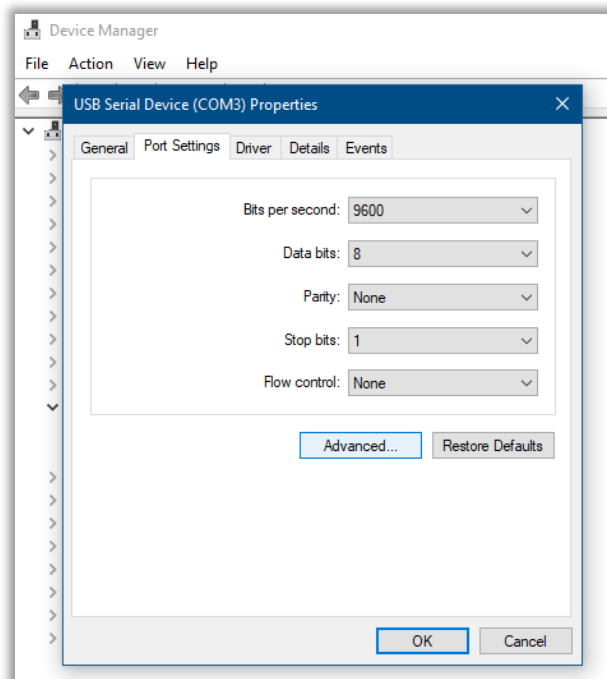 Device Manager
File Action View Help
USB Serial Device (COM3) Properties
General Port Settings Driver Details Events
Bits per second: 9600
Data bits: 8
Parity: None
Stop bits: 1
Flow control: None
Advanced... Restore Defaults
OK Cancel